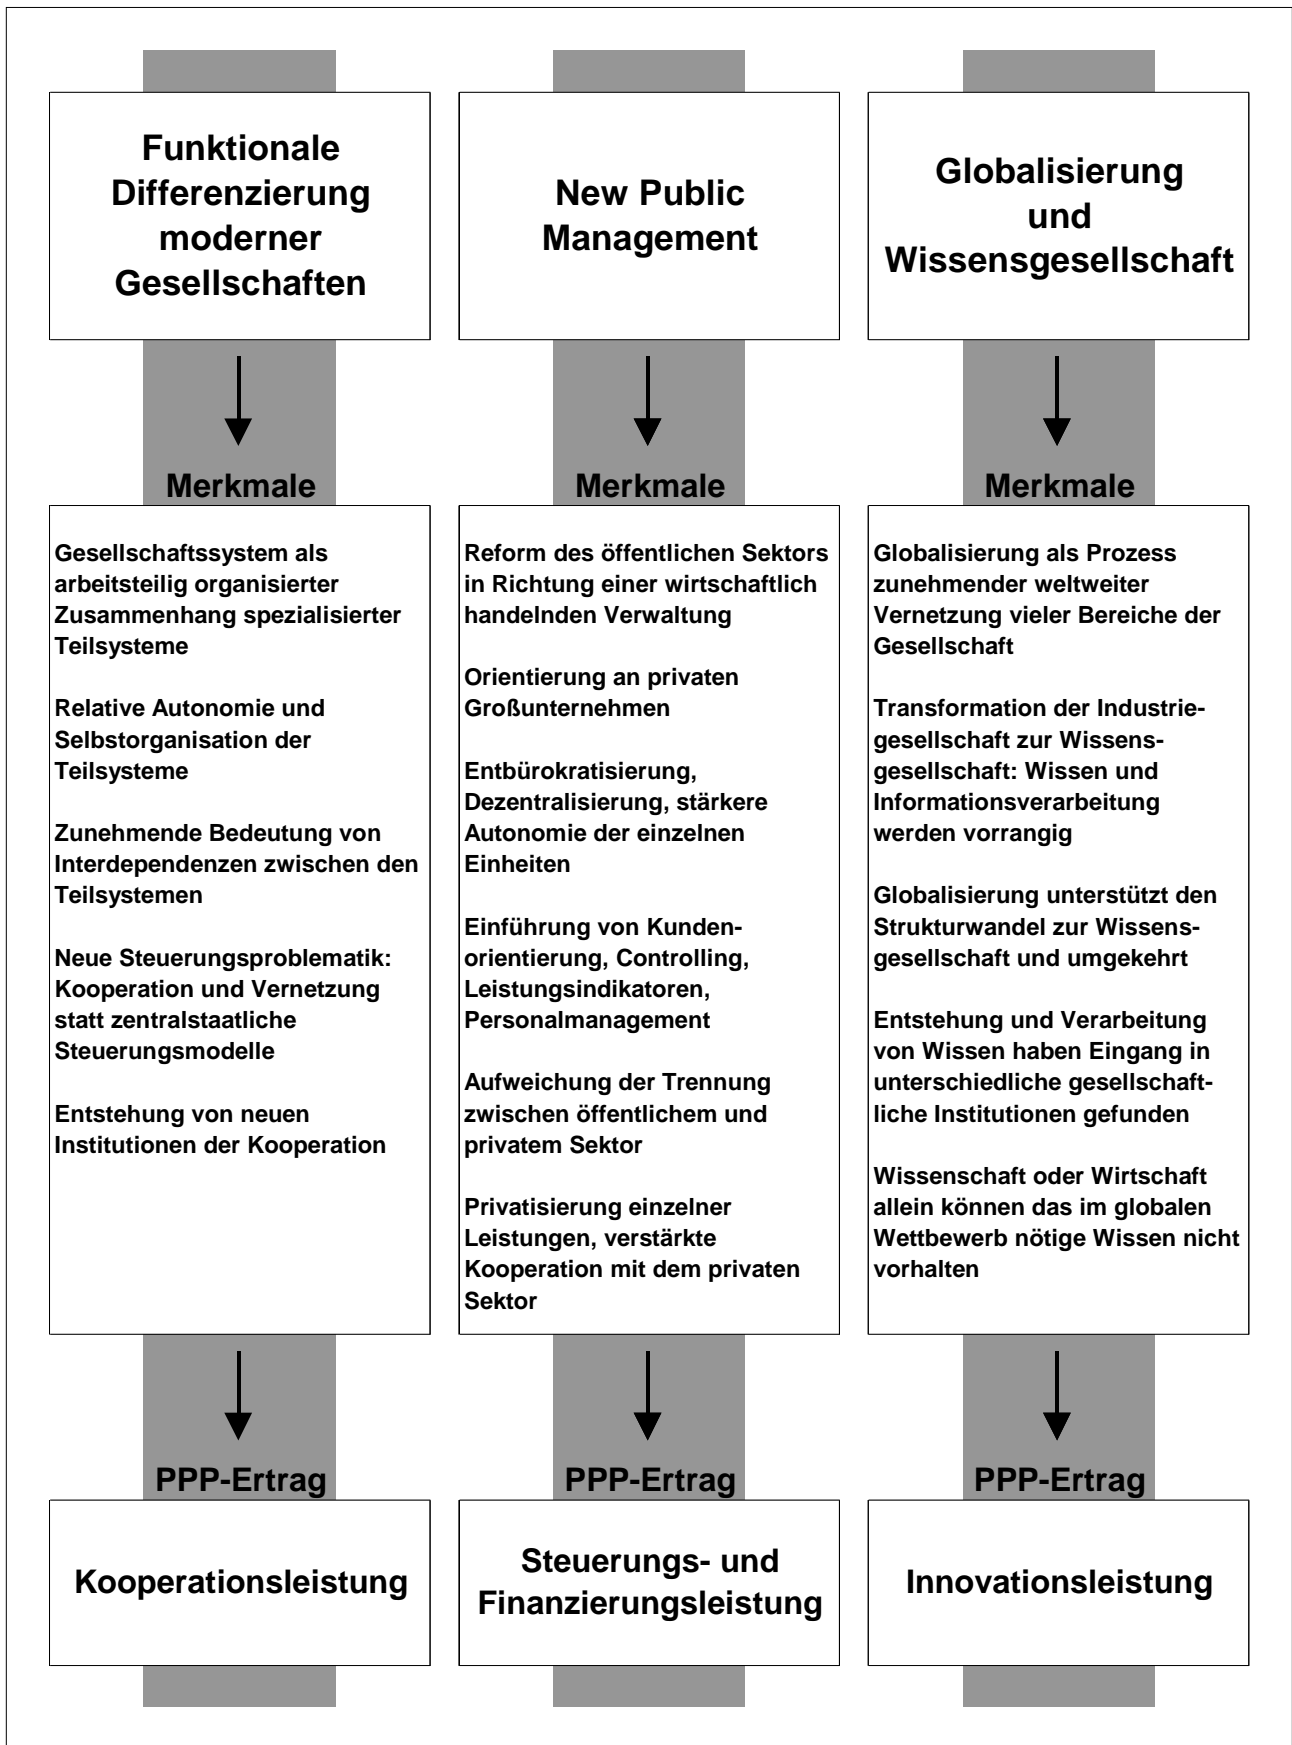 Funktionale
Differenzierung
moderner
Gesellschaften
Merkmale
Gesellschaftssystem als
arbeitsteilig organisierter
Zusammenhang spezialisierter
Teilsysteme
Relative Autonomie und
Selbstorganisation der
Teilsysteme
Zunehmende Bedeutung von
Interdependenzen zwischen den
Teilsystemen
Neue Steuerungsproblematik:
Kooperation und Vernetzung
statt zentralstaatliche
Steuerungsmodelle
Entstehung von neuen
Institutionen der Kooperation
PPP-Ertrag
Kooperationsleistung
New Public
Management
Merkmale
Reform des öffentlichen Sektors
in Richtung einer wirtschaftlich
handelnden Verwaltung
Orientierung an privaten
Großunternehmen
Entbürokratisierung,
Dezentralisierung, stärkere
Autonomie der einzelnen
Einheiten
Einführung von Kunden-
orientierung, Controlling,
Leistungsindikatoren,
Personalmanagement
Aufweichung der Trennung
zwischen öffentlichem und
privatem Sektor
Privatisierung einzelner
Leistungen, verstärkte
Kooperation mit dem privaten
Sektor
PPP-Ertrag
Steuerungs- und
Finanzierungsleistung
Globalisierung
und
Wissensgesellschaft
Merkmale
Globalisierung als Prozess
zunehmender weltweiter
Vernetzung vieler Bereiche der
Gesellschaft
Transformation der Industrie-
gesellschaft zur Wissens-
gesellschaft: Wissen und
Informationsverarbeitung
werden vorrangig
Globalisierung unterstützt den
Strukturwandel zur Wissens-
gesellschaft und umgekehrt
Entstehung und Verarbeitung
von Wissen haben Eingang in
unterschiedliche gesellschaft-
liche Institutionen gefunden
Wissenschaft oder Wirtschaft
allein können das im globalen
Wettbewerb nötige Wissen nicht
vorhalten
PPP-Ertrag
Innovationsleistung